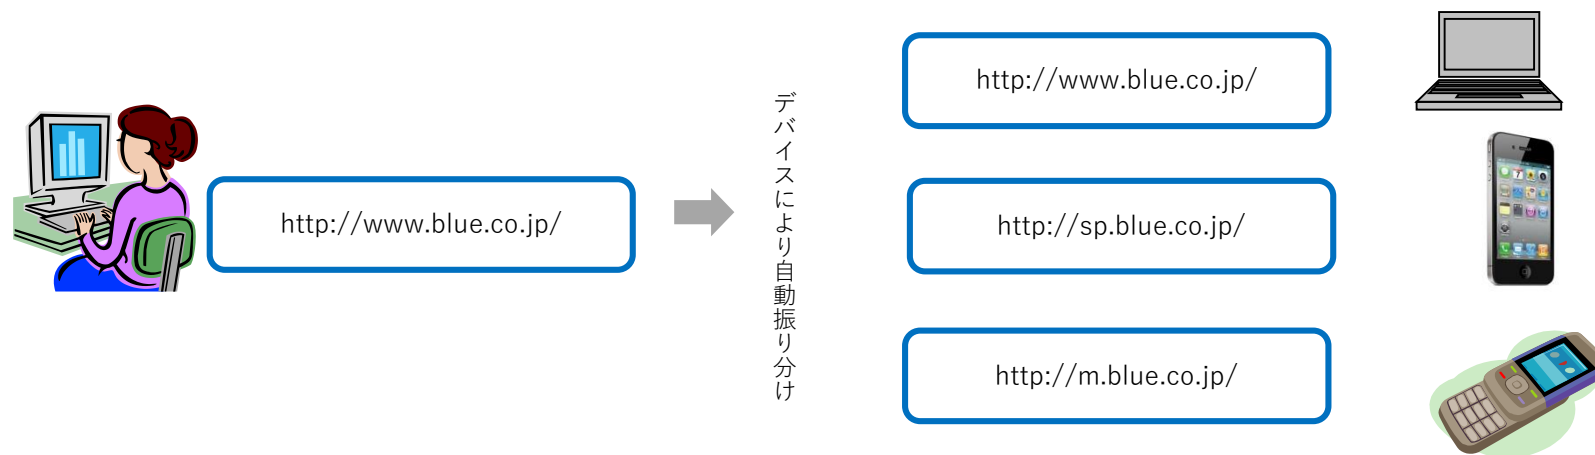 http://www.blue.co.jp/
デバイスにより自動振り分け
http://www.blue.co.jp/
http://sp.blue.co.jp/
http://m.blue.co.jp/